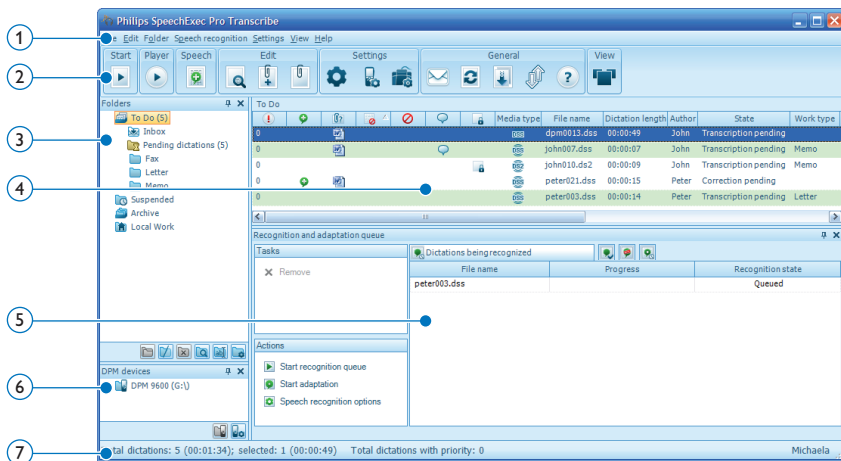 Philips SpeechExec Pro Transcribe
1
Edit Folder Speech recognition Settings View Help
Start Player Speech Edit Settings General View
2
Folders
To Do
3
To Do (5)
Inbox
Pending dictations (5)
Fax
Letter
Memo
Suspended
Archive
Local Work
Media type File name Dictation length Author State Work type
0 DSS dpm0013.dss 00:00:49 John Transcription pending
0 DSS john007.dss 00:00:07 John Transcription pending Memo
0 DS2 john010.ds2 00:00:09 John Transcription pending Memo
4
0 DSS peter021.dss 00:00:15 Peter Correction pending
0 DSS peter003.dss 00:00:14 Peter Transcription pending Letter
Recognition and adaptation queue
Tasks
Remove
Dictations being recognized
File name Progress Recognition state
peter003.dss Queued
5
Actions
Start recognition queue
Start adaptation
Speech recognition options
DPM devices
6
DPM 9600 (G:\)
7
tal dictations: 5 (00:01:34); selected: 1 (00:00:49) Total dictations with priority: 0 Michaela